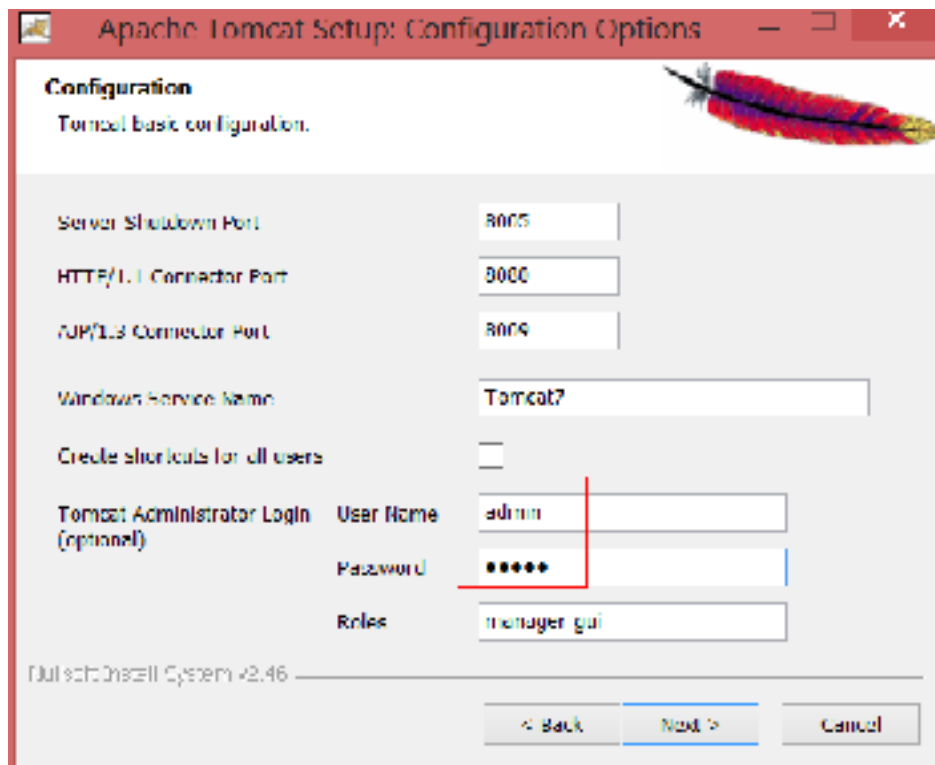 Apache Tomcat Setup: Configuration Options
Configuration
Tomcat basic configuration.
Server Shutdown Port 8005
HTTP/1.1 Connector Port 8080
AJP/1.3 Connector Port 8009
Windows Service Name Tomcat7
Create shortcuts for all users
Tomcat Administrator Login (optional) User Name admin
Password •••••
Roles manager-gui
Nullsoft Install System v2.46
< Back Next > Cancel